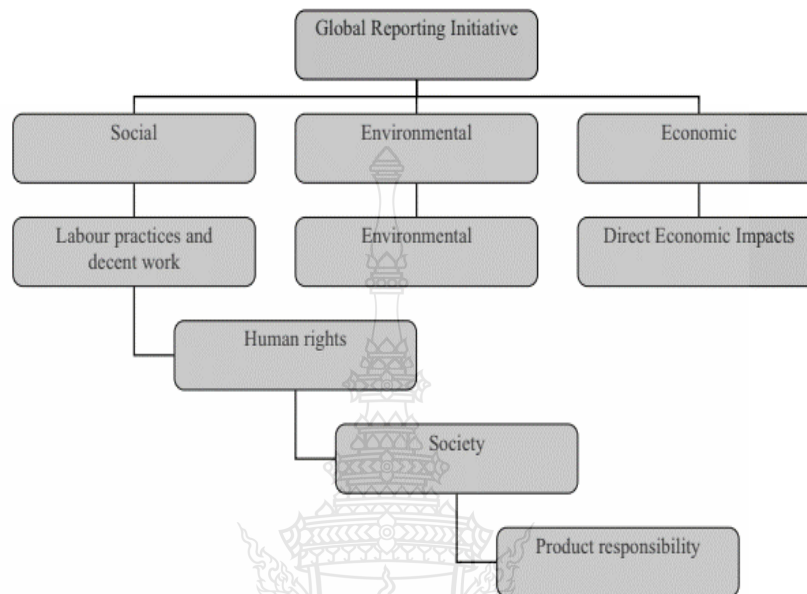 Global Reporting Initiative
Social
Environmental
Economic
Labour practices and
decent work
Environmental
Direct Economic Impacts
Human rights
Society
Product responsibility